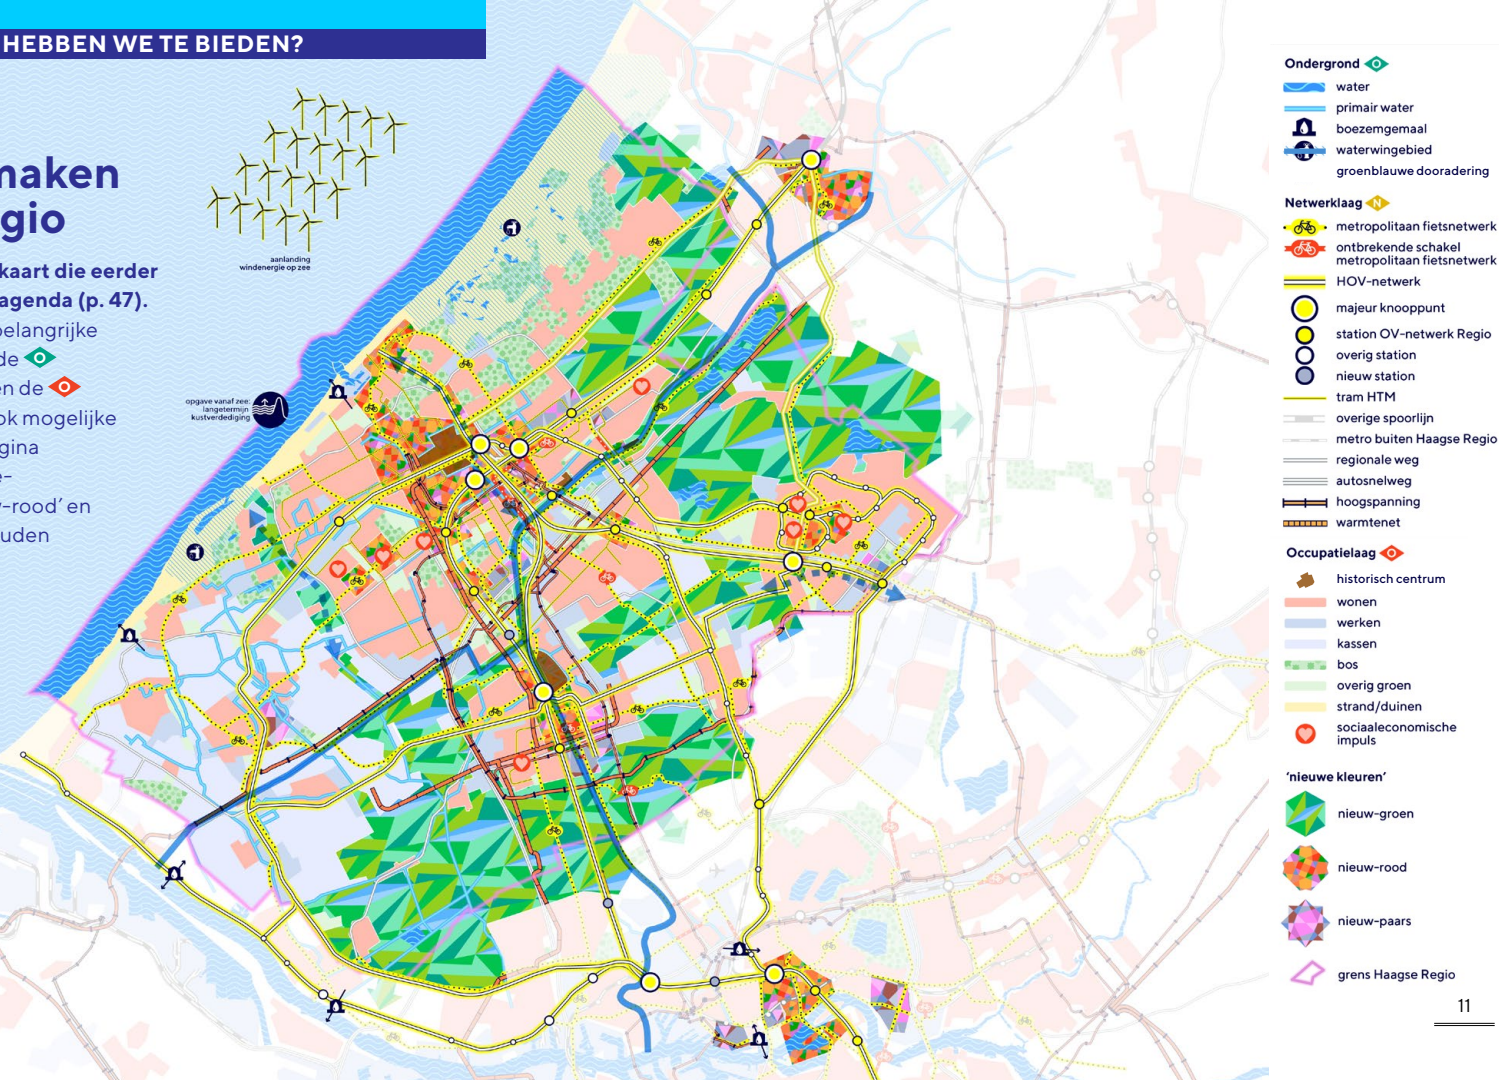 HEBBEN WE TE BIEDEN?
maken
gio
kaart die eerder
agenda (p. 47).
belangrijke
de
en de
ok mogelijke
gina
e-
-rood’ en
uden
aanlanding
windenergie op zee
opgave vanaf zee:
langetermijn
kustverdediging
Ondergrond O
water
primair water
boezemgemaal
waterwingebied
groenblauwe dooradering
Netwerklaag N
metropolitaan fietsnetwerk
ontbrekende schakel
metropolitaan fietsnetwerk
HOV-netwerk
majeur knooppunt
station OV-netwerk Regio
overig station
nieuw station
tram HTM
overige spoorlijn
metro buiten Haagse Regio
regionale weg
autosnelweg
hoogspanning
warmtenet
Occupatielaag O
historisch centrum
wonen
werken
kassen
bos
overig groen
strand/duinen
sociaaleconomische
impuls
‘nieuwe kleuren’
nieuw-groen
nieuw-rood
nieuw-paars
grens Haagse Regio
11